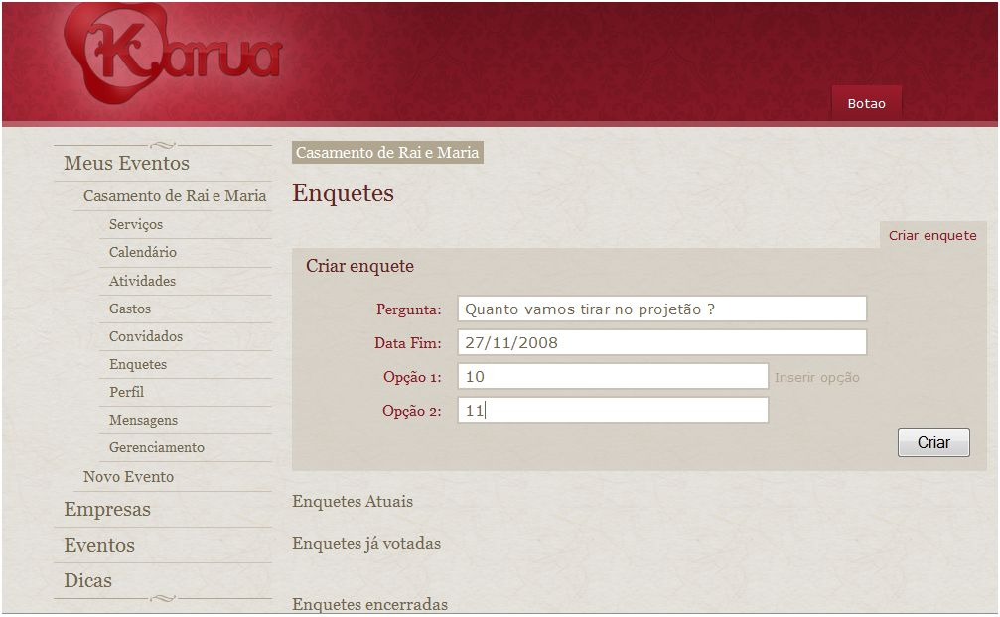 Karua
Botao
Meus Eventos
Casamento de Rai e Maria
Serviços
Calendário
Atividades
Gastos
Convidados
Enquetes
Perfil
Mensagens
Gerenciamento
Novo Evento
Empresas
Eventos
Dicas
Casamento de Rai e Maria
Enquetes
Criar enquete
Criar enquete
Pergunta: Quanto vamos tirar no projetão ?
Data Fim: 27/11/2008
Opção 1: 10 Inserir opção
Opção 2: 11
Criar
Enquetes Atuais
Enquetes já votadas
Enquetes encerradas